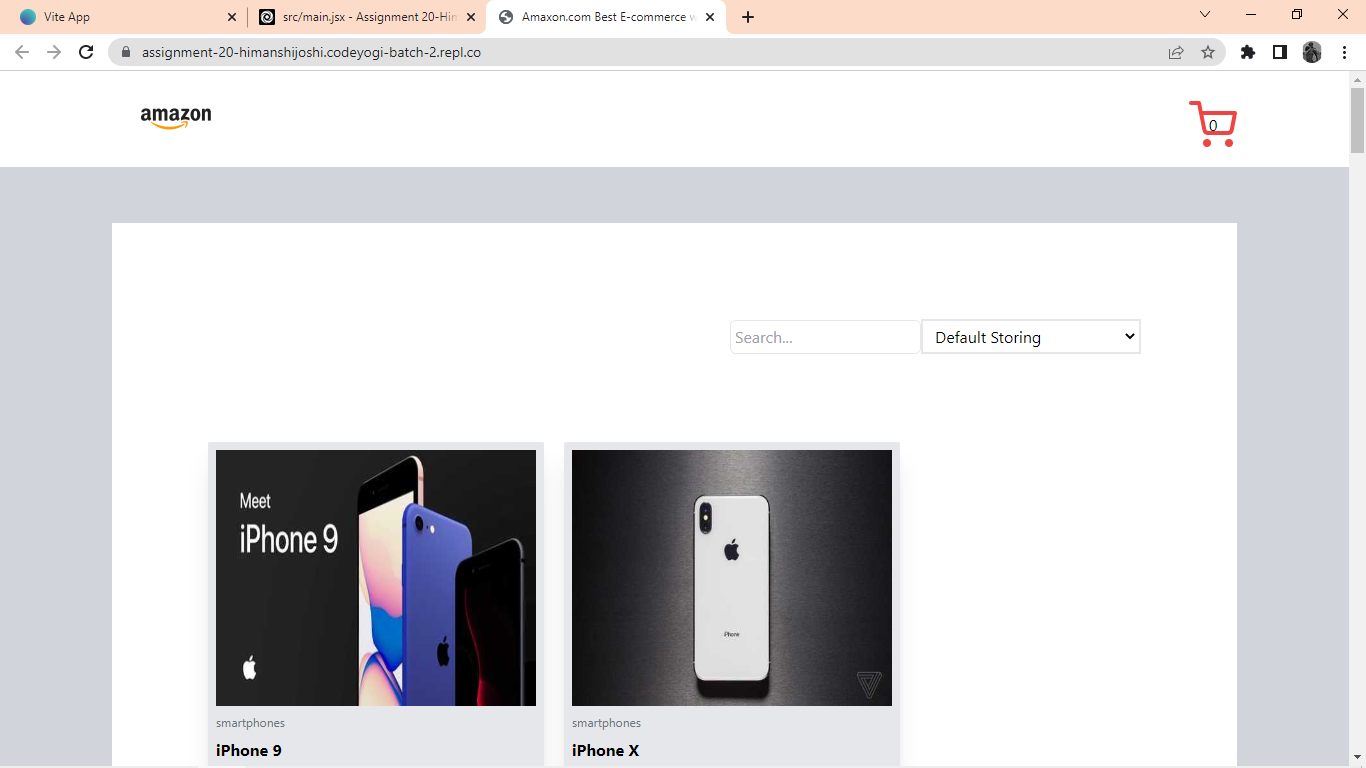 Vite App
src/main.jsx - Assignment 20-Him
Amaxon.com Best E-commerce w
assignment-20-himanshijoshi.codeyogi-batch-2.repl.co
amazon
0
Search...
Default Storing
Meet
iPhone 9
iPhone
smartphones
smartphones
iPhone 9
iPhone X